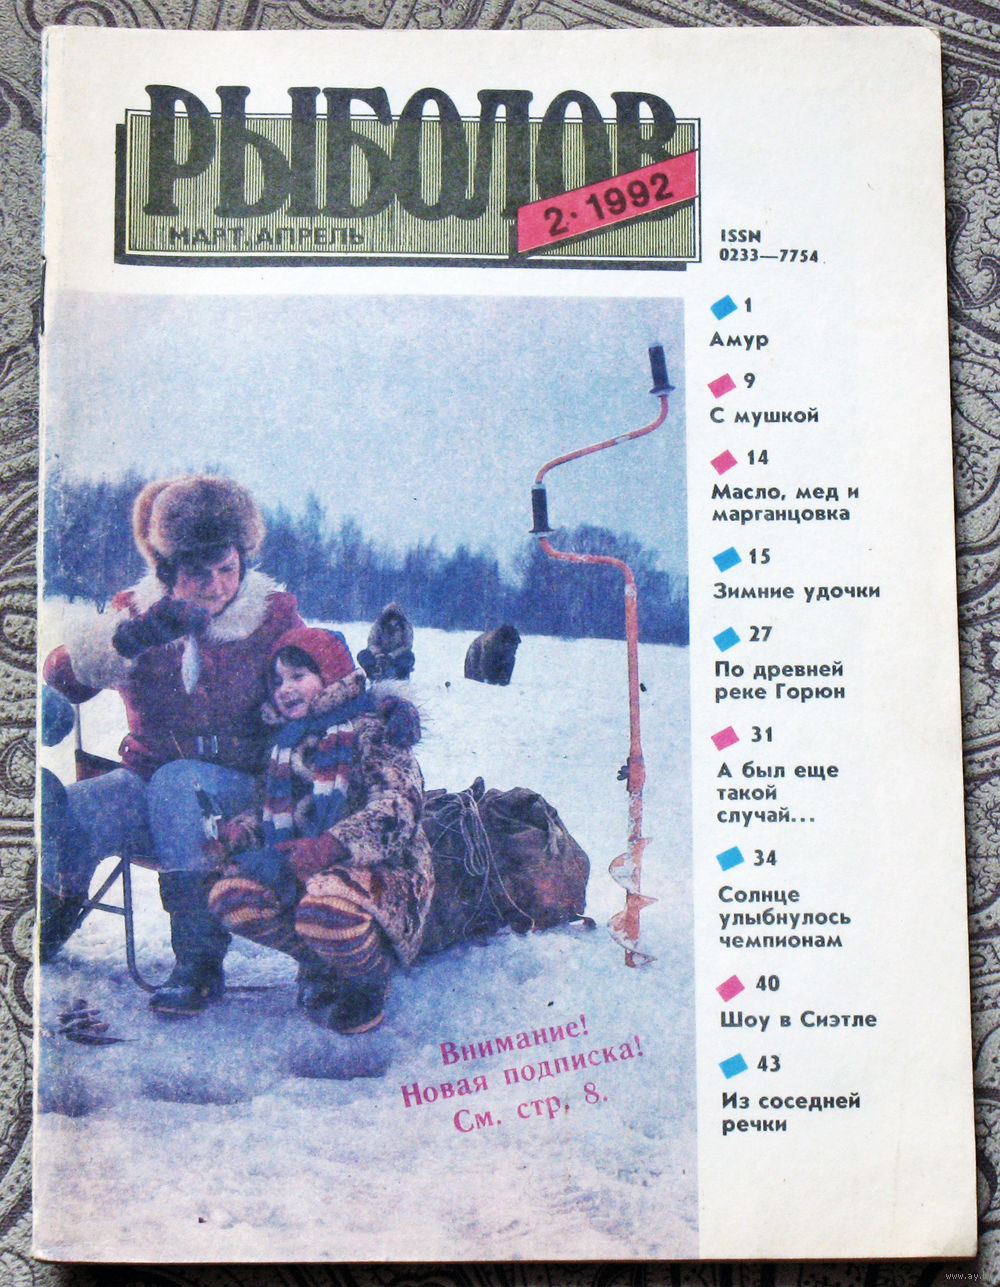 РЫБОЛОВ
2·1992
МАРТ, АПРЕЛЬ
ISSN
0233—7754
1
Амур
9
С мушкой
14
Масло, мед и
марганцовка
15
Зимние удочки
27
По древней
реке Горюн
31
А был еще
такой
случай...
34
Солнце
улыбнулось
чемпионам
40
Шоу в Сиэтле
43
Из соседней
речки
Внимание!
Новая подписка!
См. стр. 8.